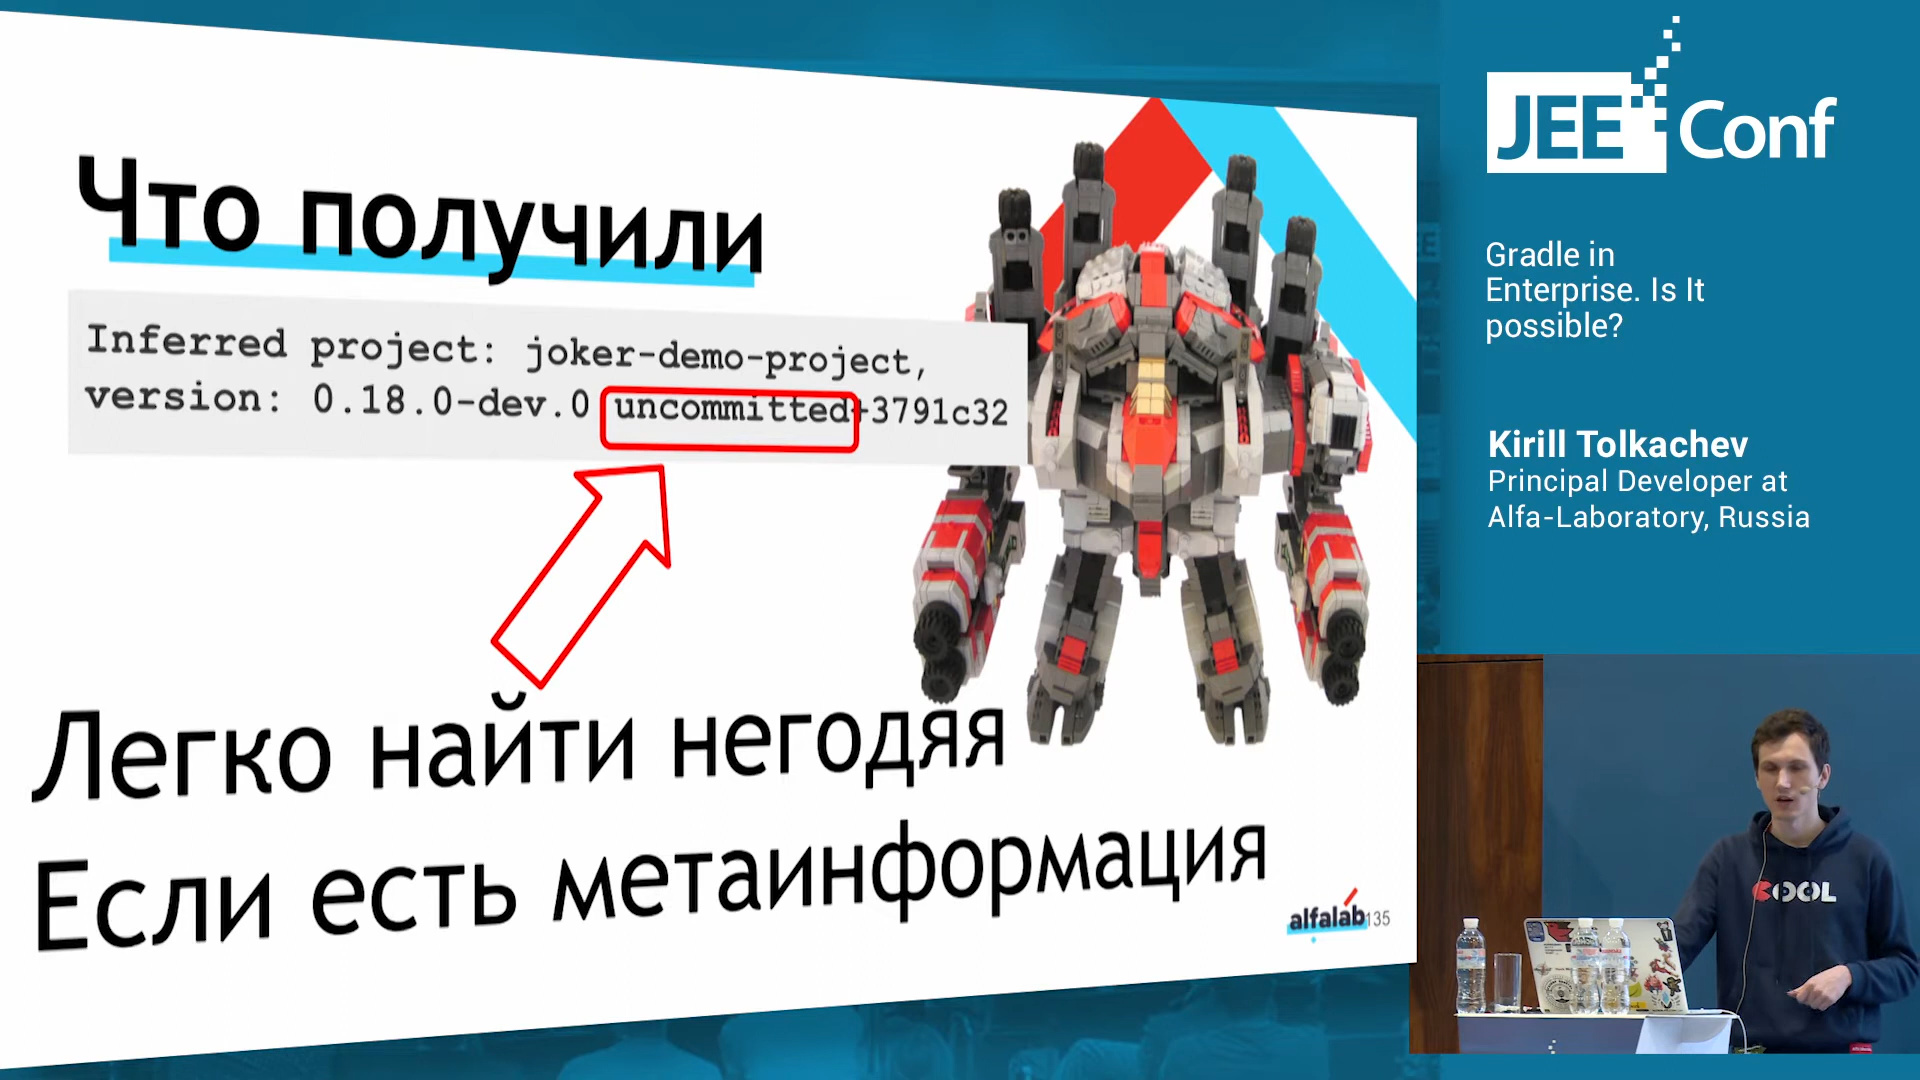 Что получили
Inferred project: joker-demo-project,
version: 0.18.0-dev.0 uncommitted+3791c32
Легко найти негодяя
Если есть метаинформация
alfalab 135
JEE Conf
Gradle in
Enterprise. Is It
possible?
Kirill Tolkachev
Principal Developer at
Alfa-Laboratory, Russia
COOL